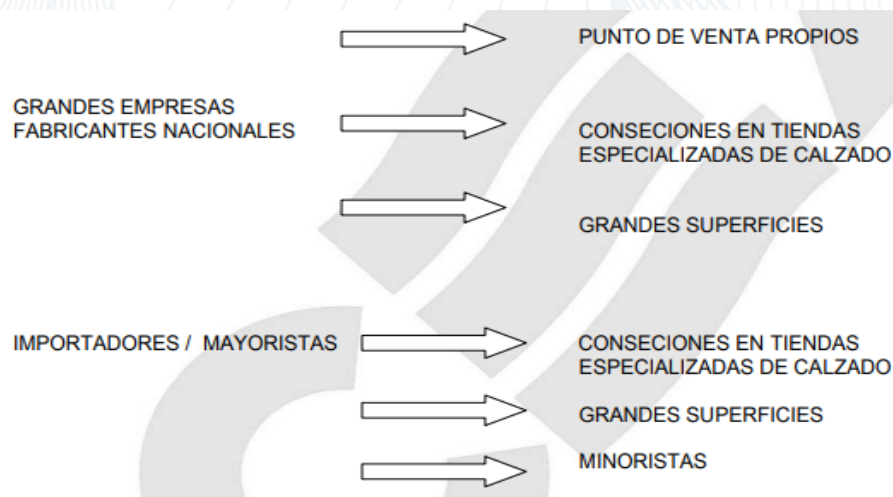 PUNTO DE VENTA PROPIOS
GRANDES EMPRESAS
FABRICANTES NACIONALES
CONSECIONES EN TIENDAS
ESPECIALIZADAS DE CALZADO
GRANDES SUPERFICIES
IMPORTADORES / MAYORISTAS
CONSECIONES EN TIENDAS
ESPECIALIZADAS DE CALZADO
GRANDES SUPERFICIES
MINORISTAS